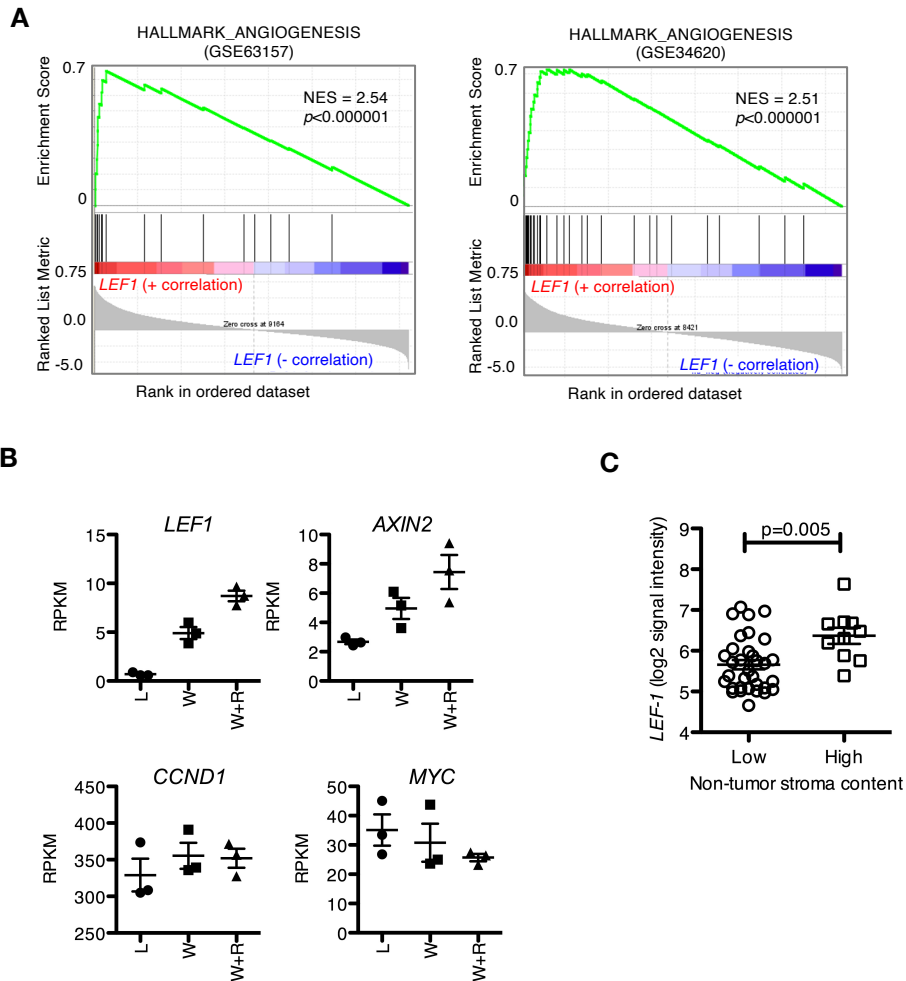 A
HALLMARK_ANGIOGENESIS
(GSE63157)
Enrichment Score
0.7
0
NES = 2.54
p<0.000001
Ranked List Metric
0.75
0.0
-5.0
LEF1 (+ correlation)
Zero cross at 9164
LEF1 (- correlation)
Rank in ordered dataset
HALLMARK_ANGIOGENESIS
(GSE34620)
Enrichment Score
0.7
0
NES = 2.51
p<0.000001
Ranked List Metric
0.75
0.0
-5.0
LEF1 (+ correlation)
Zero cross at 8421
LEF1 (- correlation)
Rank in ordered dataset
B
LEF1
RPKM
15
10
5
0
L
W
W+R
AXIN2
RPKM
10
8
6
4
2
0
L
W
W+R
CCND1
RPKM
450
400
350
300
250
L
W
W+R
MYC
RPKM
50
40
30
20
10
0
L
W
W+R
C
LEF-1 (log2 signal intensity)
9
8
7
6
5
4
p=0.005
Low
High
Non-tumor stroma content